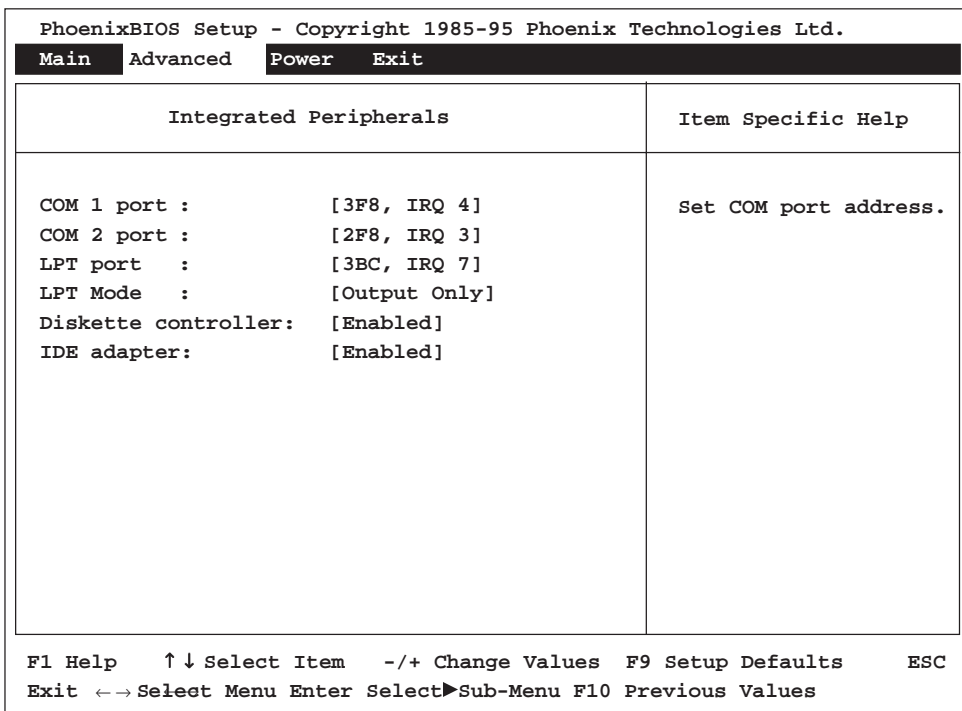 PhoenixBIOS Setup - Copyright 1985-95 Phoenix Technologies Ltd.
Main Advanced Power Exit
Integrated Peripherals
Item Specific Help
COM 1 port : [3F8, IRQ 4]
COM 2 port : [2F8, IRQ 3]
LPT port : [3BC, IRQ 7]
LPT Mode : [Output Only]
Diskette controller: [Enabled]
IDE adapter: [Enabled]
Set COM port address.
F1 Help ↑↓ Select Item -/+ Change Values F9 Setup Defaults ESC
Exit ←→ Select Menu Enter Select▶Sub-Menu F10 Previous Values